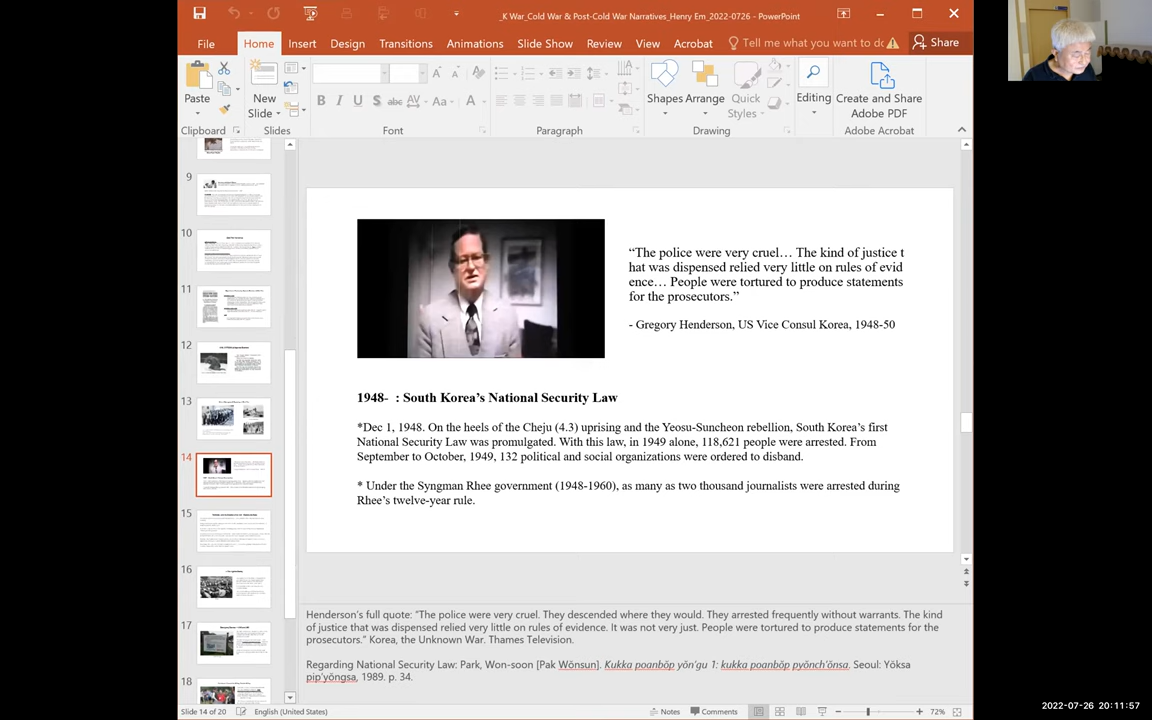 _K War_Cold War & Post-Cold War Narratives_Henry Em_2022-0726 - PowerPoint
File Home Insert Design Transitions Animations Slide Show Review View Acrobat Tell me what you want to do Share
Paste
New
Slide
Shapes Arrange
Quick
Styles
Editing
Create and Share
Adobe PDF
Clipboard Slides Font Paragraph Drawing Adobe Acrobat
9
10
11
12
13
14
15
16
17
18
“The police were very cruel… The kind of justice t
hat was dispensed relied very little on rules of evid
ence… People were tortured to produce statements
for the prosecutors.”
- Gregory Henderson, US Vice Consul Korea, 1948-50
1948- : South Korea’s National Security Law
*Dec 1, 1948. On the heels of the Cheju (4.3) uprising and the Yeosu-Suncheon rebellion, South Korea’s first
National Security Law was promulgated. With this law, in 1949 alone, 118,621 people were arrested. From
September to October, 1949, 132 political and social organizations were ordered to disband.
* Under the Syngman Rhee government (1948-1960), as many as two thousand journalists were arrested during
Rhee’s twelve-year rule.
Henderson’s full quote: “The police were very cruel. They descended where they would. They arrested frequently without warrants. The kind
of justice that was dispensed relied very little on rules of evidence. It was not very just. People were tortured to produce statements for the
prosecutors.” Korea, the Unknown War. Thames Television.
Regarding National Security Law: Park, Won-soon [Pak Wŏnsun]. Kukka poanbŏp yŏn’gu 1: kukka poanbŏp pyŏnch’ŏnsa. Seoul: Yŏksa
pip’yŏngsa, 1989. p. 34.
Slide 14 of 20 English (United States) Notes Comments 72%
2022-07-26 20:11:57